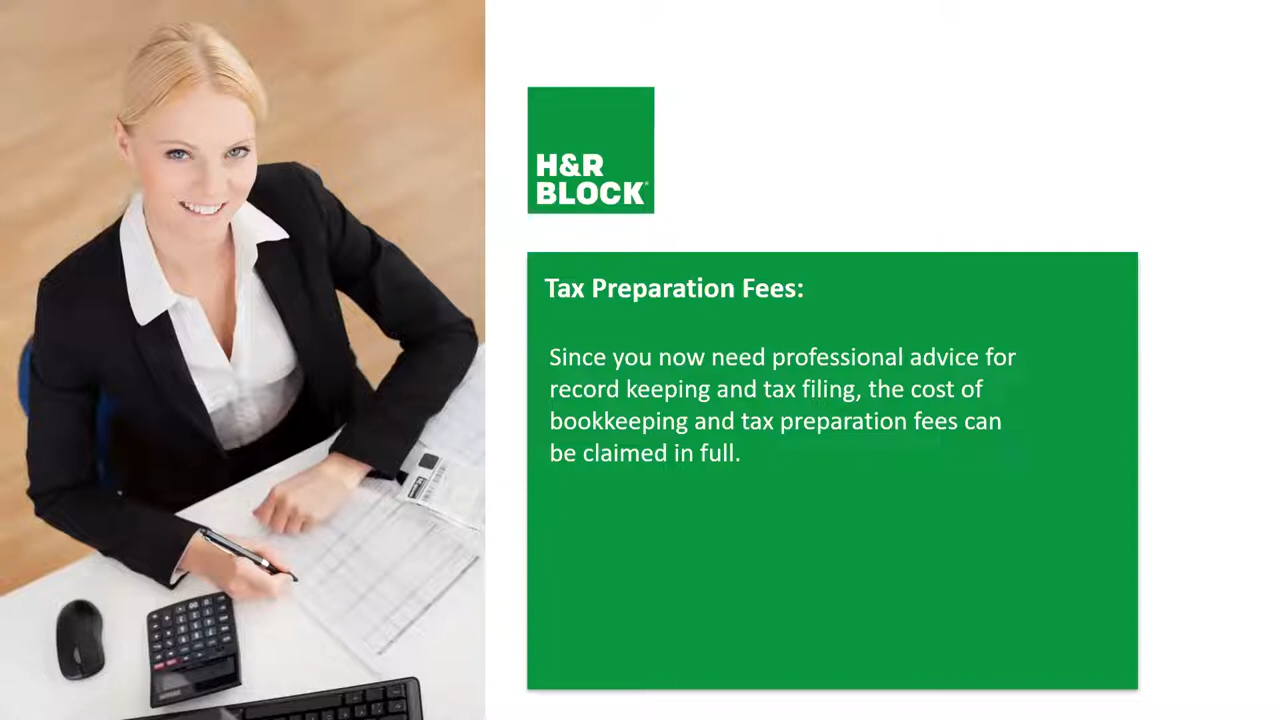 H&R
BLOCK
Tax Preparation Fees:
Since you now need professional advice for
record keeping and tax filing, the cost of
bookkeeping and tax preparation fees can
be claimed in full.